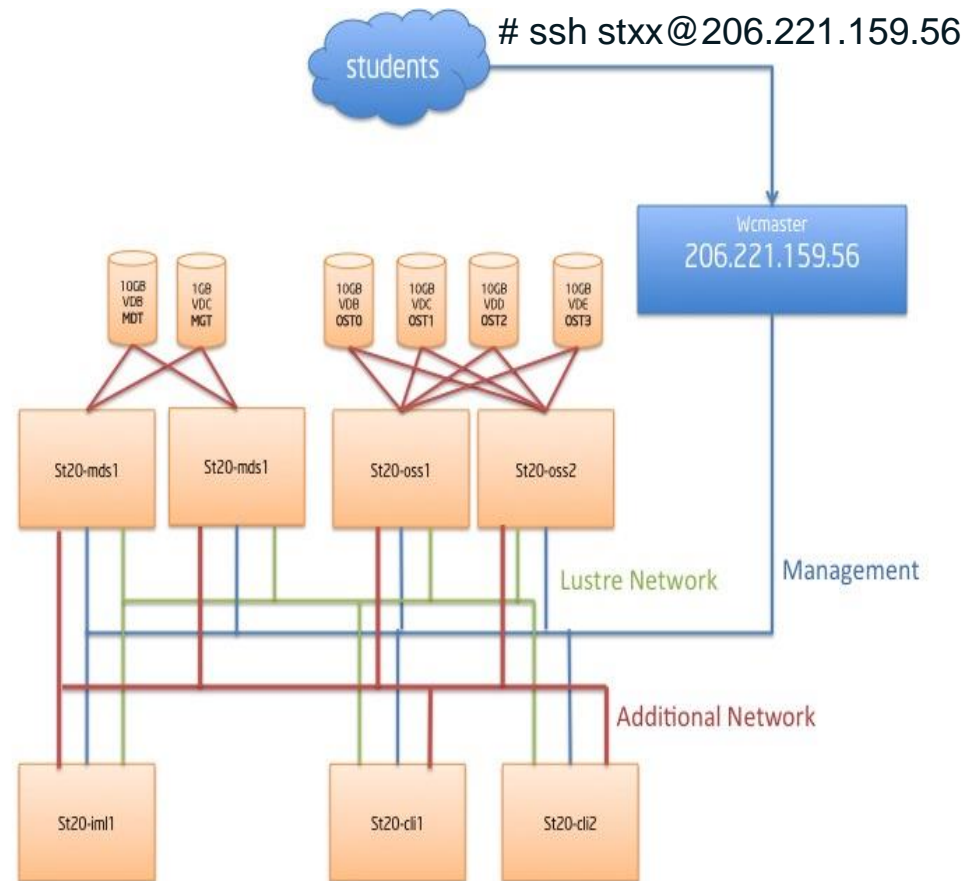 # ssh stxx@206.221.159.56
students
Wcmaster
206.221.159.56
10GB
VDB
MDT
1GB
VDC
MGT
10GB
VDB
OST0
10GB
VDC
OST1
10GB
VDD
OST2
10GB
VDE
OST3
St20-mds1
St20-mds1
St20-oss1
St20-oss2
Lustre Network
Management
Additional Network
St20-iml1
St20-cli1
St20-cli2